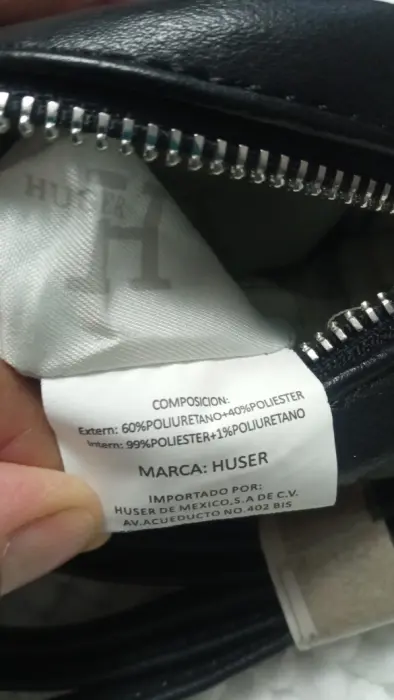 HUSER
H
COMPOSICION:
Extern: 60%POLIURETANO+40%POLIESTER
Intern: 99%POLIESTER+1%POLIURETANO
MARCA: HUSER
IMPORTADO POR:
HUSER DE MEXICO,S.A DE C.V.
AV.ACUEDUCTO NO.402 BIS